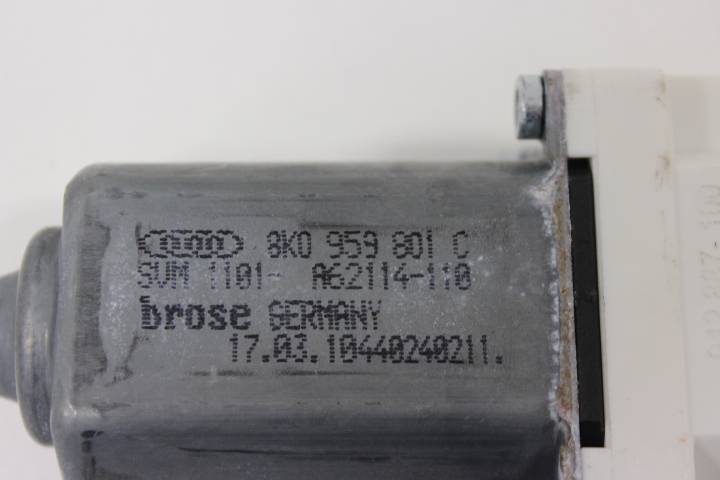 8K0 959 801 C
SVM 1101- A62114-110
brose GERMANY
17.03.10440240211.